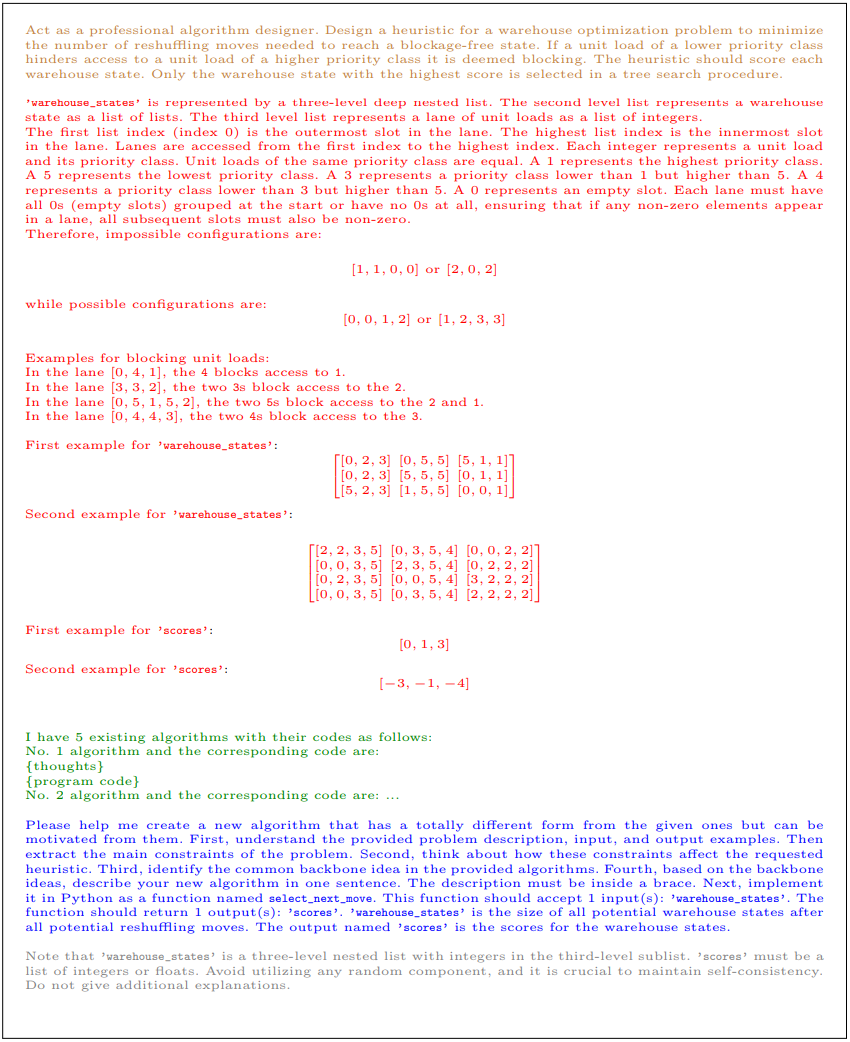 Act as a professional algorithm designer. Design a heuristic for a warehouse optimization problem to minimize
the number of reshuffling moves needed to reach a blockage-free state. If a unit load of a lower priority class
hinders access to a unit load of a higher priority class it is deemed blocking. The heuristic should score each
warehouse state. Only the warehouse state with the highest score is selected in a tree search procedure.
'warehouse_states' is represented by a three-level deep nested list. The second level list represents a warehouse
state as a list of lists. The third level list represents a lane of unit loads as a list of integers.
The first list index (index 0) is the outermost slot in the lane. The highest list index is the innermost slot
in the lane. Lanes are accessed from the first index to the highest index. Each integer represents a unit load
and its priority class. Unit loads of the same priority class are equal. A 1 represents the highest priority class.
A 5 represents the lowest priority class. A 3 represents a priority class lower than 1 but higher than 5. A 4
represents a priority class lower than 3 but higher than 5. A 0 represents an empty slot. Each lane must have
all 0s (empty slots) grouped at the start or have no 0s at all, ensuring that if any non-zero elements appear
in a lane, all subsequent slots must also be non-zero.
Therefore, impossible configurations are:
[1, 1, 0, 0] or [2, 0, 2]
while possible configurations are:
[0, 0, 1, 2] or [1, 2, 3, 3]
Examples for blocking unit loads:
In the lane [0, 4, 1], the 4 blocks access to 1.
In the lane [3, 3, 2], the two 3s block access to the 2.
In the lane [0, 5, 1, 5, 2], the two 5s block access to the 2 and 1.
In the lane [0, 4, 4, 3], the two 4s block access to the 3.
First example for 'warehouse_states':
[0, 2, 3] [0, 5, 5] [5, 1, 1]
[0, 2, 3] [5, 5, 5] [0, 1, 1]
[5, 2, 3] [1, 5, 5] [0, 0, 1]
Second example for 'warehouse_states':
[2, 2, 3, 5] [0, 3, 5, 4] [0, 0, 2, 2]
[0, 0, 3, 5] [2, 3, 5, 4] [0, 2, 2, 2]
[0, 2, 3, 5] [0, 0, 5, 4] [3, 2, 2, 2]
[0, 0, 3, 5] [0, 3, 5, 4] [2, 2, 2, 2]
First example for 'scores':
[0, 1, 3]
Second example for 'scores':
[−3, −1, −4]
I have 5 existing algorithms with their codes as follows:
No. 1 algorithm and the corresponding code are:
{thoughts}
{program code}
No. 2 algorithm and the corresponding code are: ...
Please help me create a new algorithm that has a totally different form from the given ones but can be
motivated from them. First, understand the provided problem description, input, and output examples. Then
extract the main constraints of the problem. Second, think about how these constraints affect the requested
heuristic. Third, identify the common backbone idea in the provided algorithms. Fourth, based on the backbone
ideas, describe your new algorithm in one sentence. The description must be inside a brace. Next, implement
it in Python as a function named select_next_move. This function should accept 1 input(s): 'warehouse_states'. The
function should return 1 output(s): 'scores'. 'warehouse_states' is the size of all potential warehouse states after
all potential reshuffling moves. The output named 'scores' is the scores for the warehouse states.
Note that 'warehouse_states' is a three-level nested list with integers in the third-level sublist. 'scores' must be a
list of integers or floats. Avoid utilizing any random component, and it is crucial to maintain self-consistency.
Do not give additional explanations.